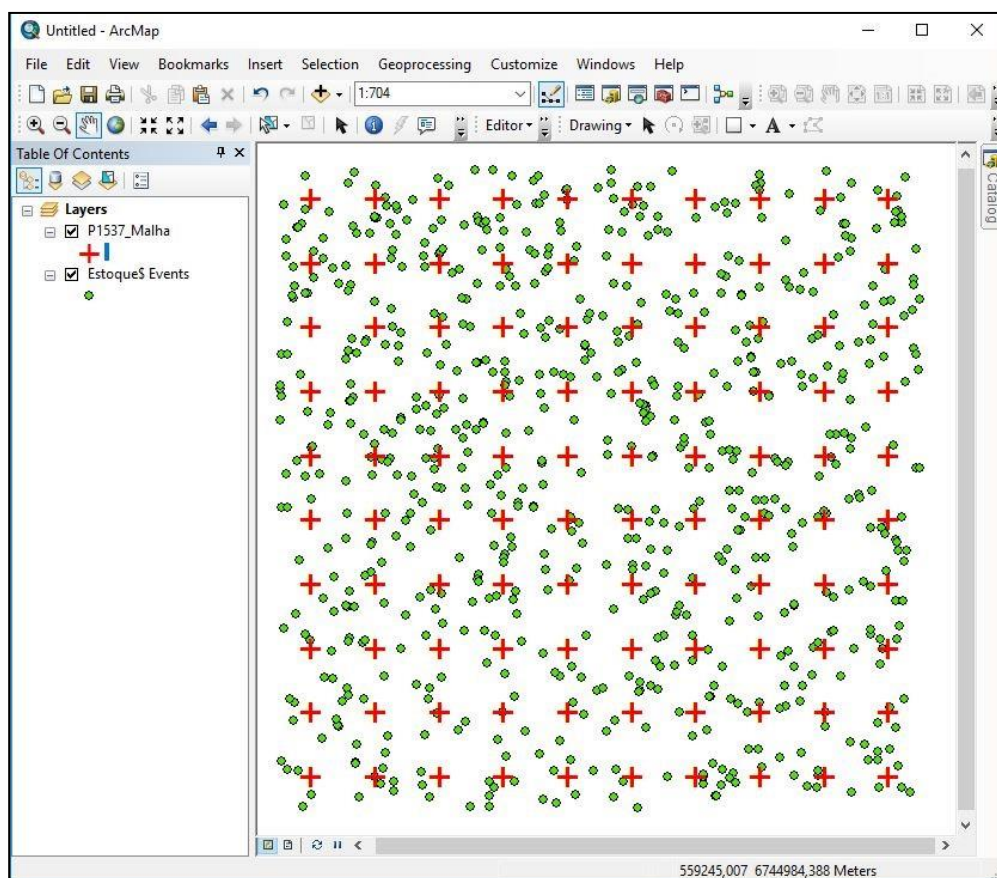 Untitled - ArcMap
File Edit View Bookmarks Insert Selection Geoprocessing Customize Windows Help
1:704
Editor Drawing A
Table Of Contents
Layers
P1537_Malha
Estoque$ Events
Catalog
559245,007 6744984,388 Meters